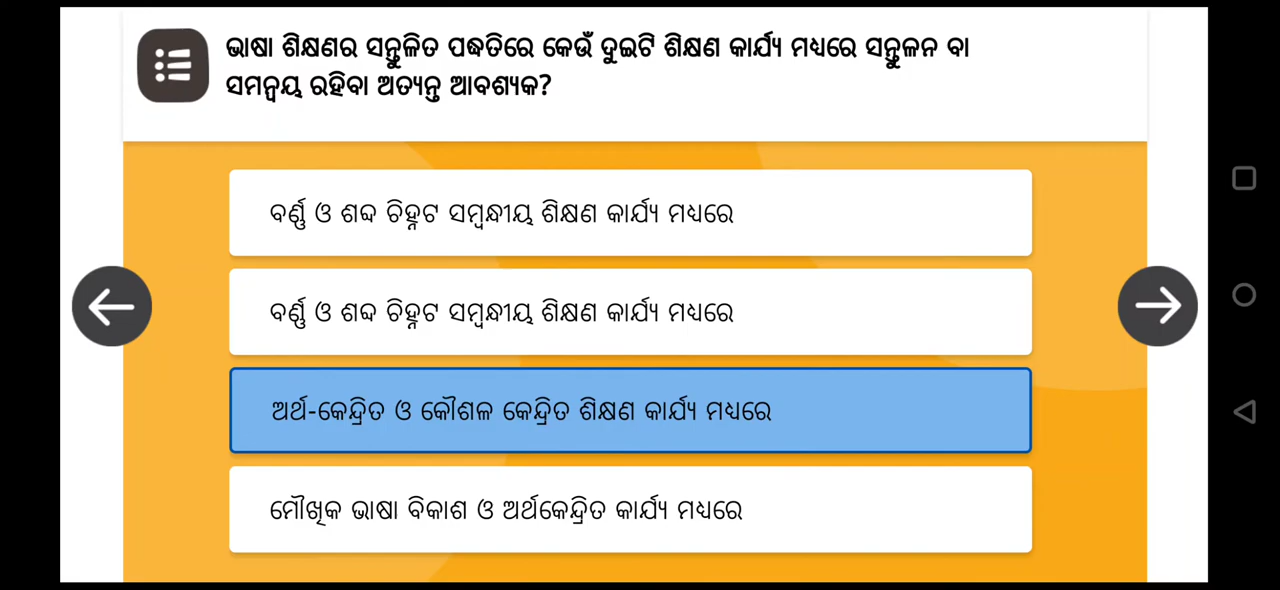 ଭାଷା ଶିକ୍ଷଣର ସନ୍ତୁଳିତ ପଦ୍ଧତିରେ କେଉଁ ଦୁଇଟି ଶିକ୍ଷଣ କାର୍ଯ୍ୟ ମଧ୍ୟରେ ସନ୍ତୁଳନ ବା
ସମନ୍ୱୟ ରହିବା ଅତ୍ୟନ୍ତ ଆବଶ୍ୟକ?
ବର୍ଣ୍ଣ ଓ ଶବ୍ଦ ଚିହ୍ନଟ ସମ୍ବନ୍ଧୀୟ ଶିକ୍ଷଣ କାର୍ଯ୍ୟ ମଧ୍ୟରେ
ବର୍ଣ୍ଣ ଓ ଶବ୍ଦ ଚିହ୍ନଟ ସମ୍ବନ୍ଧୀୟ ଶିକ୍ଷଣ କାର୍ଯ୍ୟ ମଧ୍ୟରେ
ଅର୍ଥ-କେନ୍ଦ୍ରିତ ଓ କୌଶଳ କେନ୍ଦ୍ରିତ ଶିକ୍ଷଣ କାର୍ଯ୍ୟ ମଧ୍ୟରେ
ମୌଖିକ ଭାଷା ବିକାଶ ଓ ଅର୍ଥକେନ୍ଦ୍ରିତ କାର୍ଯ୍ୟ ମଧ୍ୟରେ